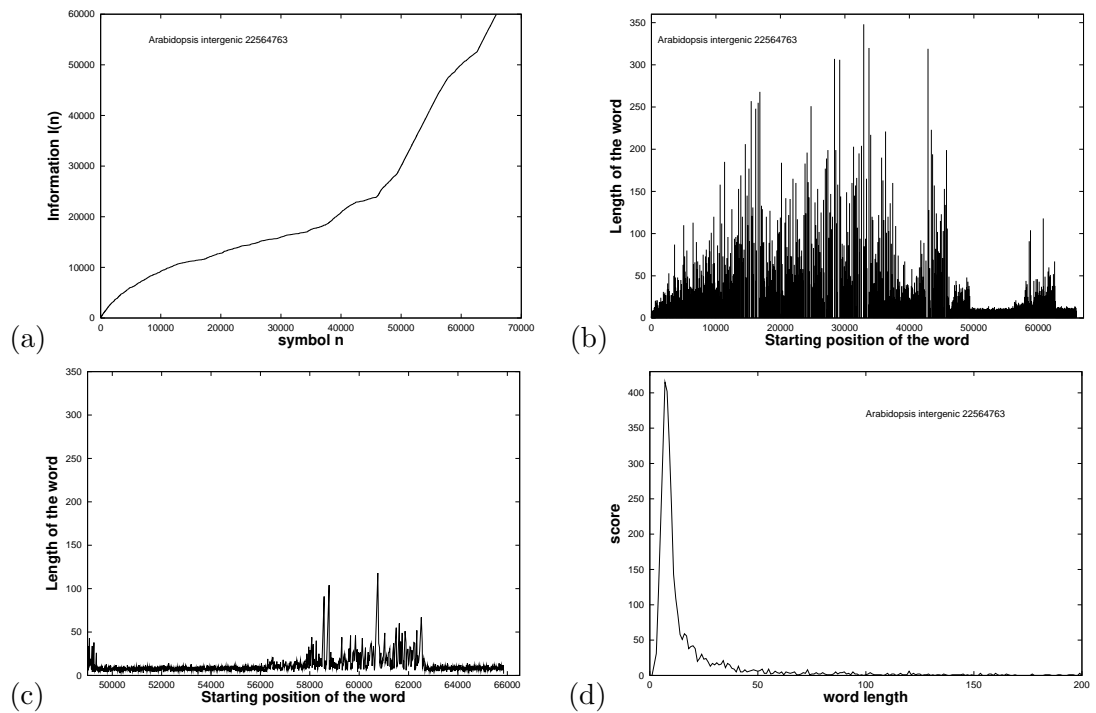 60000
50000
40000
30000
20000
10000
0
Information I(n)
Arabidopsis intergenic 22564763
0 10000 20000 30000 40000 50000 60000 70000
symbol n
(a)
350
300
250
200
150
100
50
0
Length of the word
Arabidopsis intergenic 22564763
0 10000 20000 30000 40000 50000 60000
Starting position of the word
(b)
350
300
250
200
150
100
50
0
Length of the word
50000 52000 54000 56000 58000 60000 62000 64000 66000
Starting position of the word
(c)
400
350
300
250
200
150
100
50
0
score
Arabidopsis intergenic 22564763
0 50 100 150 200
word length
(d)